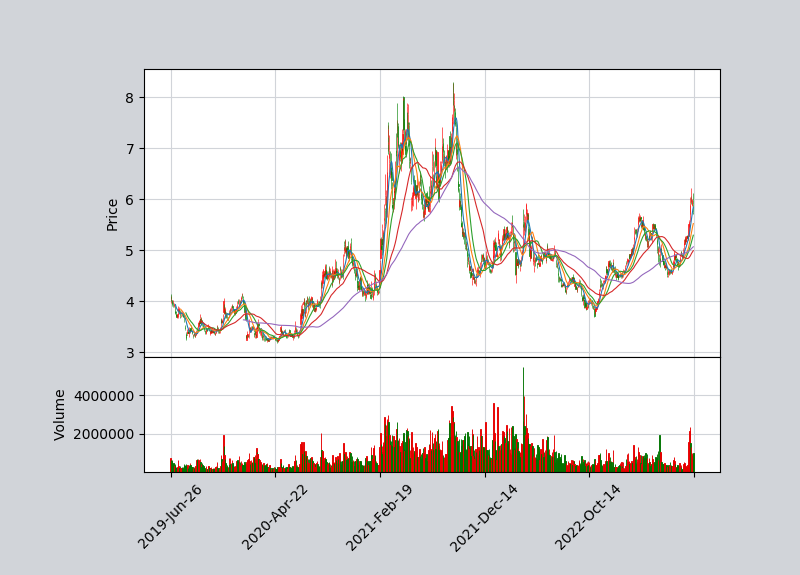 8
7
6
5
4
3
Price
4000000
2000000
Volume
2019-Jun-26
2020-Apr-22
2021-Feb-19
2021-Dec-14
2022-Oct-14